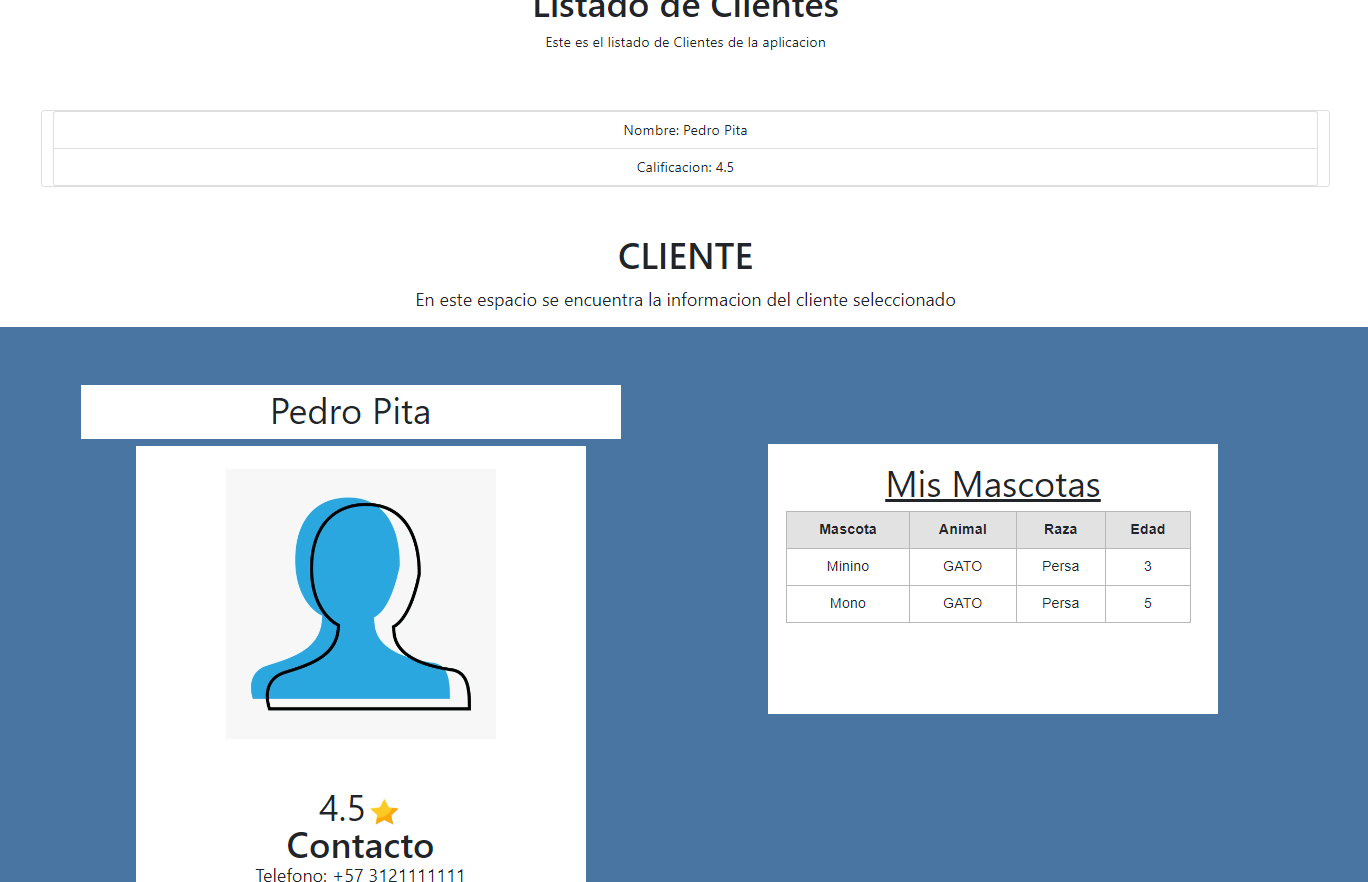 Listado de Clientes
Este es el listado de Clientes de la aplicacion
Nombre: Pedro Pita
Calificacion: 4.5
CLIENTE
En este espacio se encuentra la informacion del cliente seleccionado
Pedro Pita
4.5
Contacto
Telefono: +57 3121111111
Mis Mascotas
Mascota Animal Raza Edad
Minino GATO Persa 3
Mono GATO Persa 5